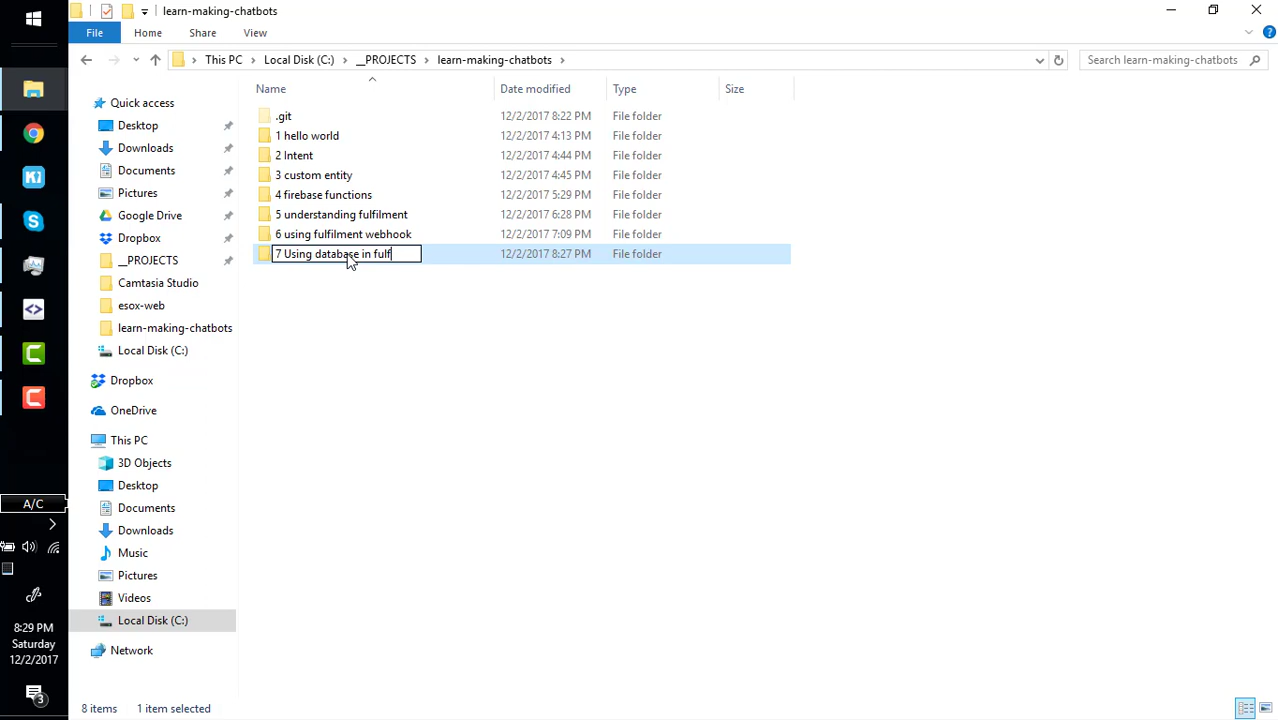 learn-making-chatbots
File Home Share View
This PC Local Disk (C:) __PROJECTS learn-making-chatbots
Search learn-making-chatbots
Name Date modified Type Size
Quick access
Desktop
Downloads
Documents
Pictures
Google Drive
Dropbox
__PROJECTS
Camtasia Studio
esox-web
learn-making-chatbots
Local Disk (C:)
Dropbox
OneDrive
This PC
3D Objects
Desktop
Documents
Downloads
Music
Pictures
Videos
Local Disk (C:)
Network
.git 12/2/2017 8:22 PM File folder
1 hello world 12/2/2017 4:13 PM File folder
2 Intent 12/2/2017 4:44 PM File folder
3 custom entity 12/2/2017 4:45 PM File folder
4 firebase functions 12/2/2017 5:29 PM File folder
5 understanding fulfilment 12/2/2017 6:28 PM File folder
6 using fulfilment webhook 12/2/2017 7:09 PM File folder
7 Using database in fulf 12/2/2017 8:27 PM File folder
A/C
8:29 PM
Saturday
12/2/2017
3
8 items 1 item selected